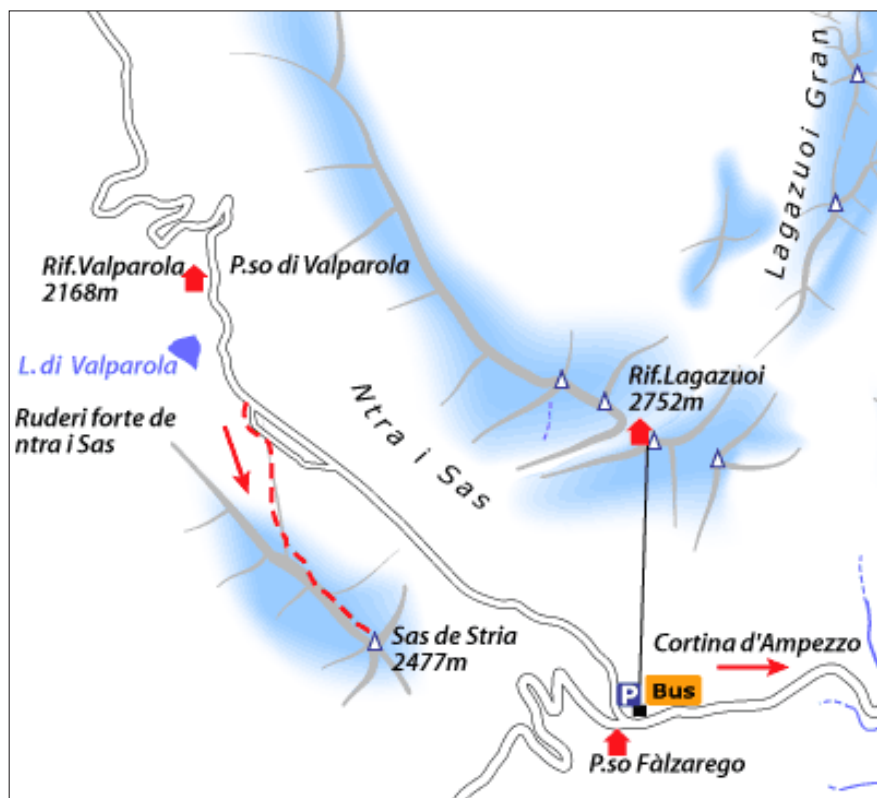 Lagazuoi Gran
Rif.Valparola
2168m
P.so di Valparola
L.di Valparola
Ruderi forte de
ntra i Sas
Ntra i Sas
Rif.Lagazuoi
2752m
Sas de Stria
2477m
Cortina d'Ampezzo
P
Bus
P.so Fàlzarego